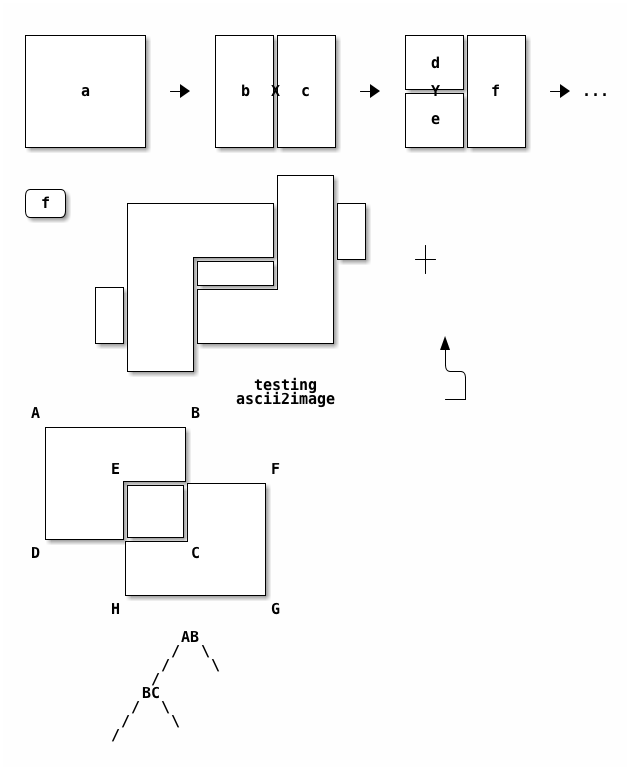 a b X c d Y f ...
e
f
testing
ascii2image
A B
E F
D C
H G
AB
BC